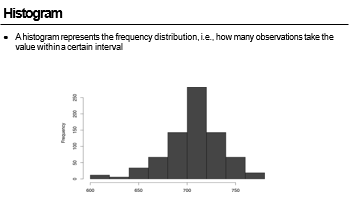 Histogram
• A histogram represents the frequency distribution, i.e., how many observations take the
value within a certain interval
Frequency
250
200
150
100
50
0
600 650 700 750